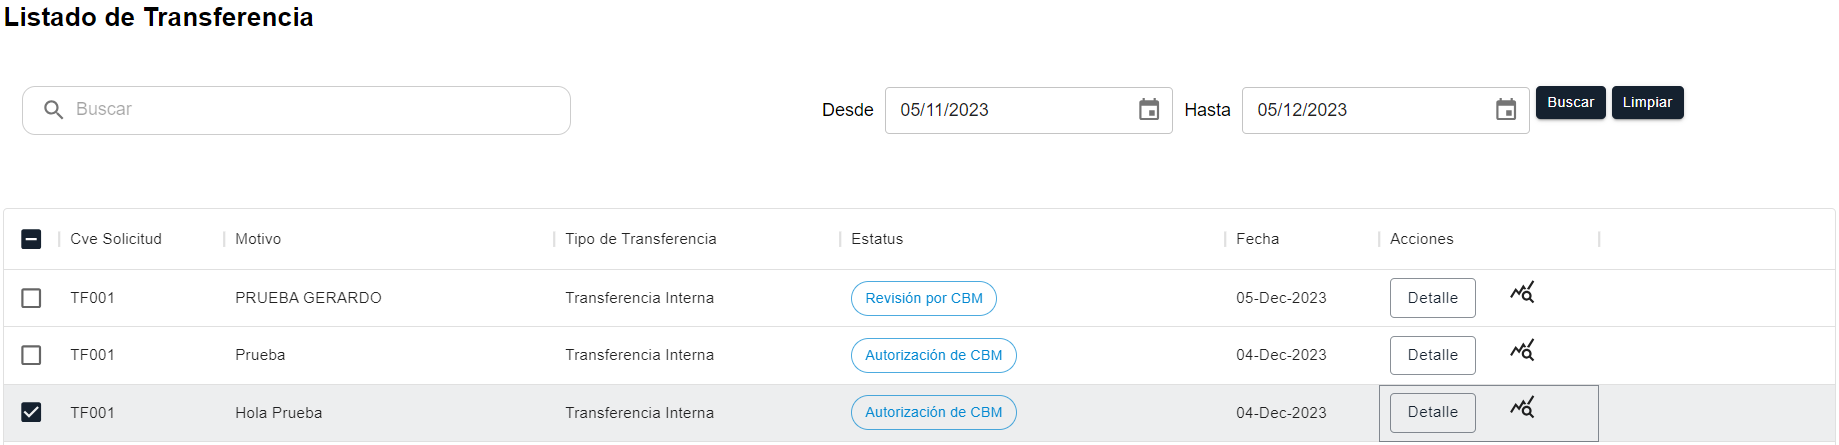 Listado de Transferencia
Buscar Desde 05/11/2023 Hasta 05/12/2023 Buscar Limpiar
Cve Solicitud Motivo Tipo de Transferencia Estatus Fecha Acciones
TF001 PRUEBA GERARDO Transferencia Interna Revisión por CBM 05-Dec-2023 Detalle
TF001 Prueba Transferencia Interna Autorización de CBM 04-Dec-2023 Detalle
TF001 Hola Prueba Transferencia Interna Autorización de CBM 04-Dec-2023 Detalle